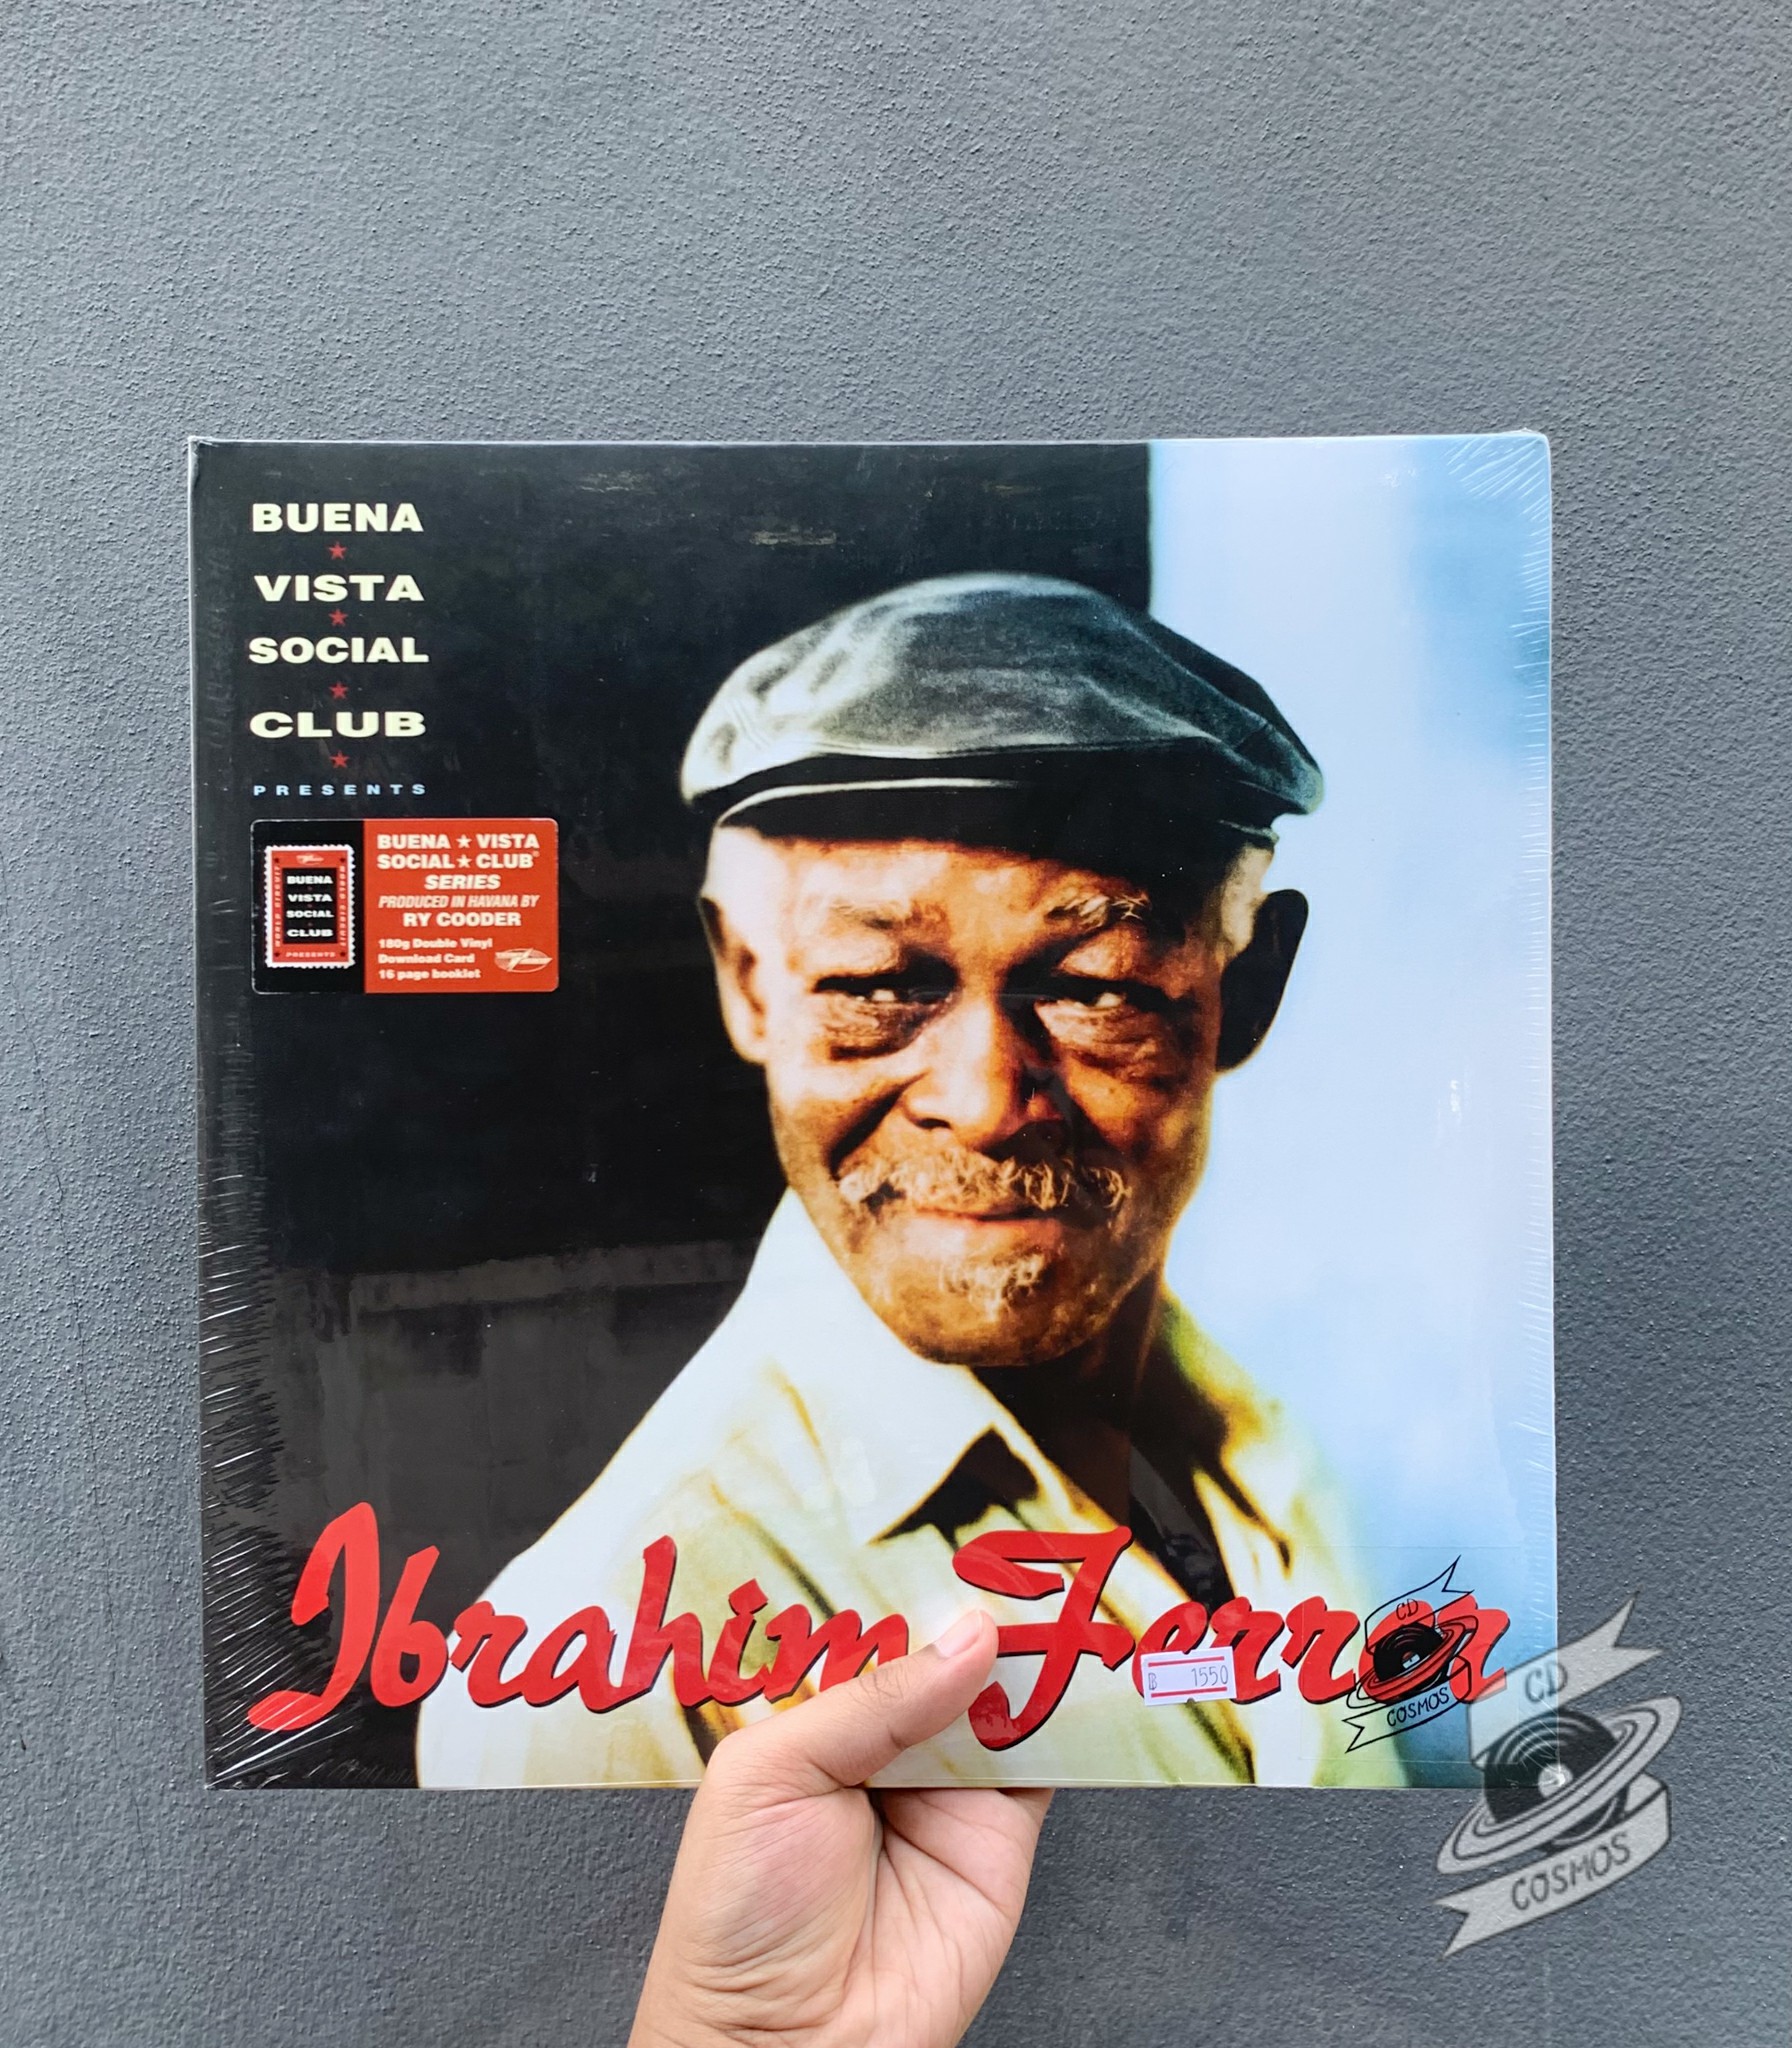 BUENA
★
VISTA
★
SOCIAL
★
CLUB
★
PRESENTS
BUENA
VISTA
SOCIAL
CLUB
PRESENTS
BUENA ★ VISTA
SOCIAL ★ CLUB®
SERIES
PRODUCED IN HAVANA BY
RY COODER
180g Double Vinyl
Download Card
16 page booklet
Ibrahim Ferrer
฿ 1550
CD
COSMOS
CD
COSMOS